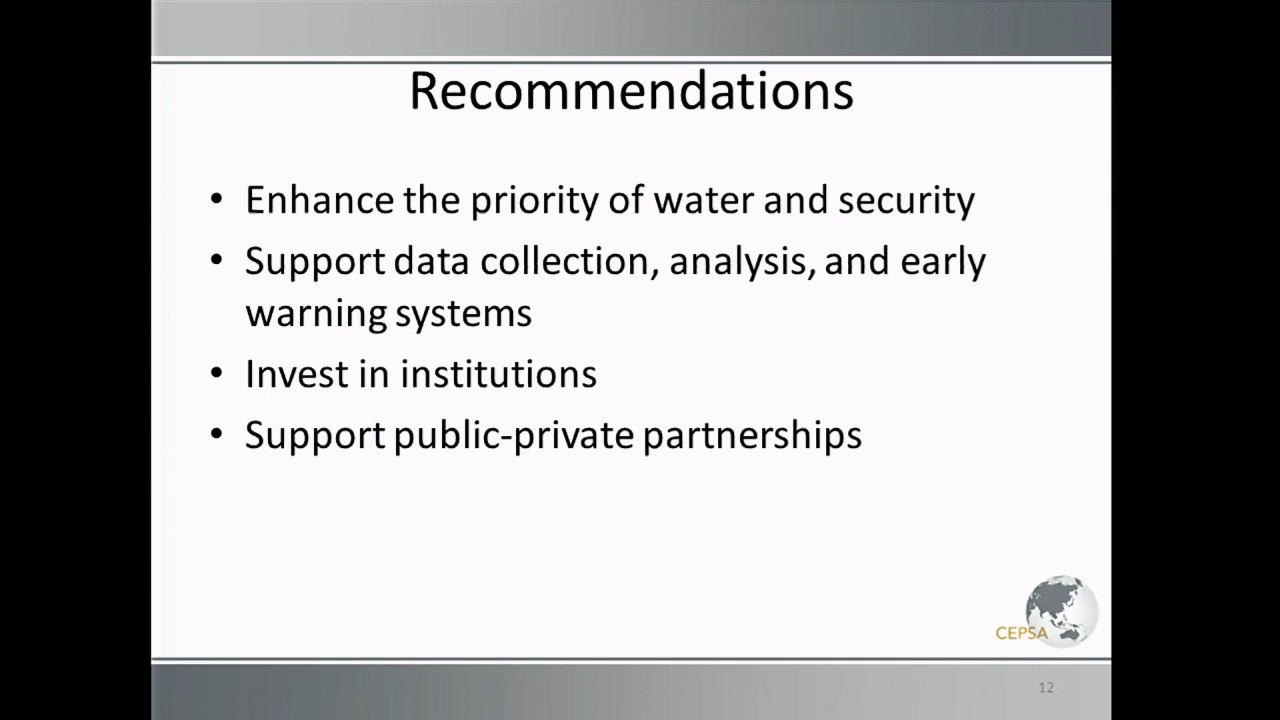 Recommendations
• Enhance the priority of water and security
• Support data collection, analysis, and early
warning systems
• Invest in institutions
• Support public-private partnerships
CEPSA
12